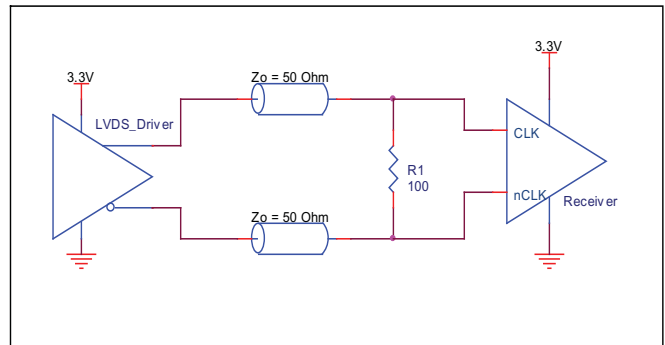 3.3V
Zo = 50 Ohm
3.3V
LVDS_Driver
CLK
R1
100
nCLK
Receiver
Zo = 50 Ohm